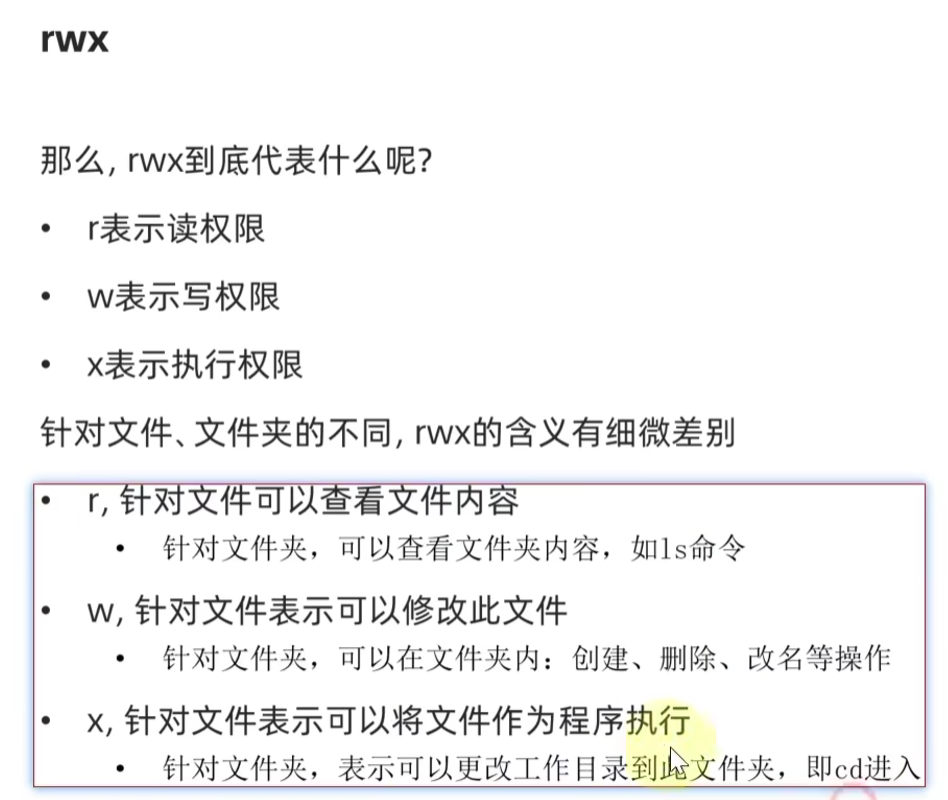 rwx
那么, rwx到底代表什么呢?
• r表示读权限
• w表示写权限
• x表示执行权限
针对文件、文件夹的不同, rwx的含义有细微差别
• r, 针对文件可以查看文件内容
• 针对文件夹，可以查看文件夹内容，如ls命令
• w, 针对文件表示可以修改此文件
• 针对文件夹，可以在文件夹内：创建、删除、改名等操作
• x, 针对文件表示可以将文件作为程序执行
• 针对文件夹，表示可以更改工作目录到此文件夹，即cd进入